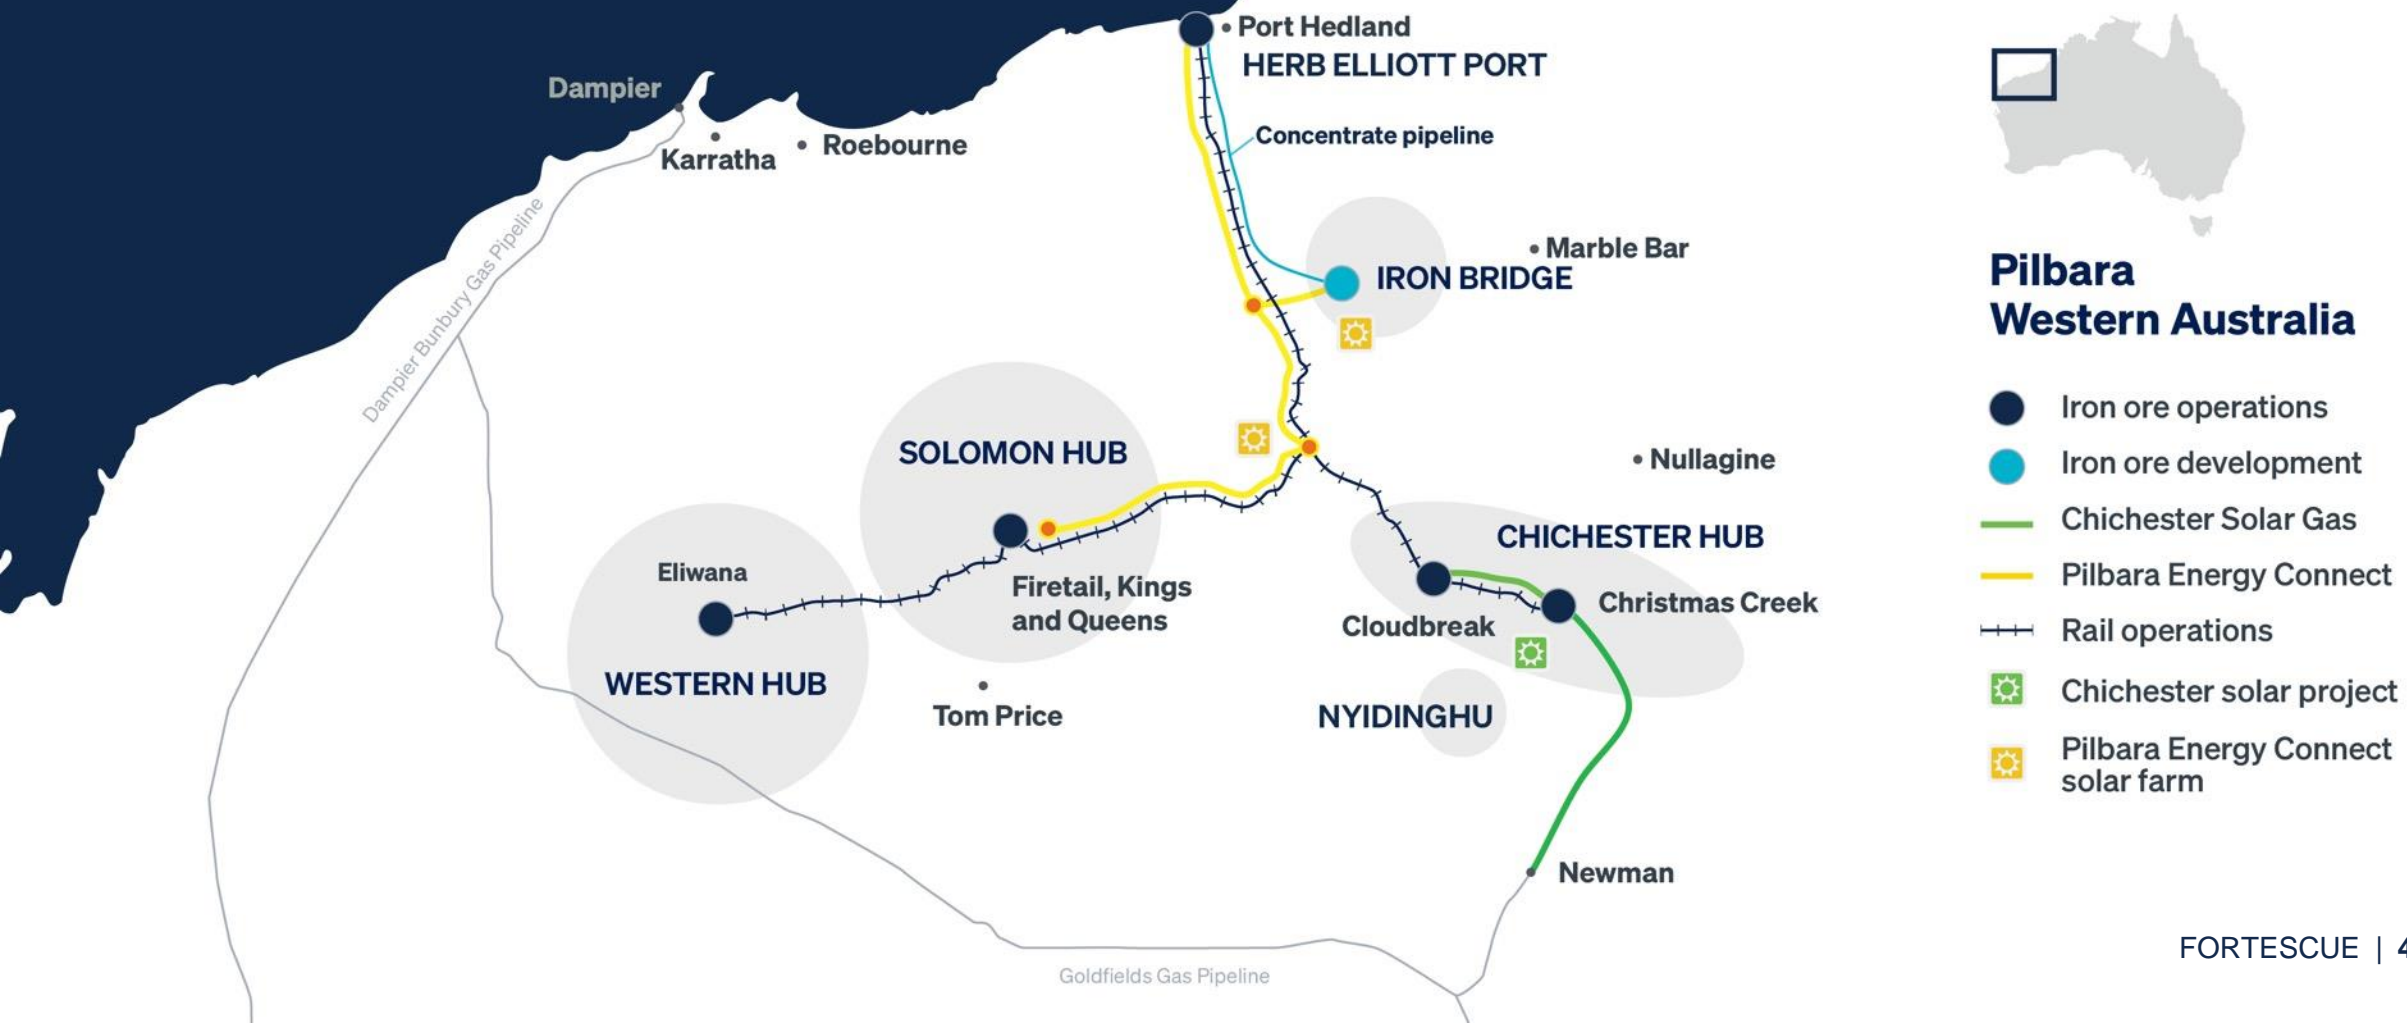 Port Hedland
HERB ELLIOTT PORT
Dampier
Concentrate pipeline
Karratha
Roebourne
Dampier Bunbury Gas Pipeline
Marble Bar
IRON BRIDGE
SOLOMON HUB
Nullagine
CHICHESTER HUB
Eliwana
Firetail, Kings
and Queens
Cloudbreak
Christmas Creek
WESTERN HUB
Tom Price
NYIDINGHU
Newman
Goldfields Gas Pipeline
Pilbara
Western Australia
Iron ore operations
Iron ore development
Chichester Solar Gas
Pilbara Energy Connect
Rail operations
Chichester solar project
Pilbara Energy Connect
solar farm
FORTESCUE | 4